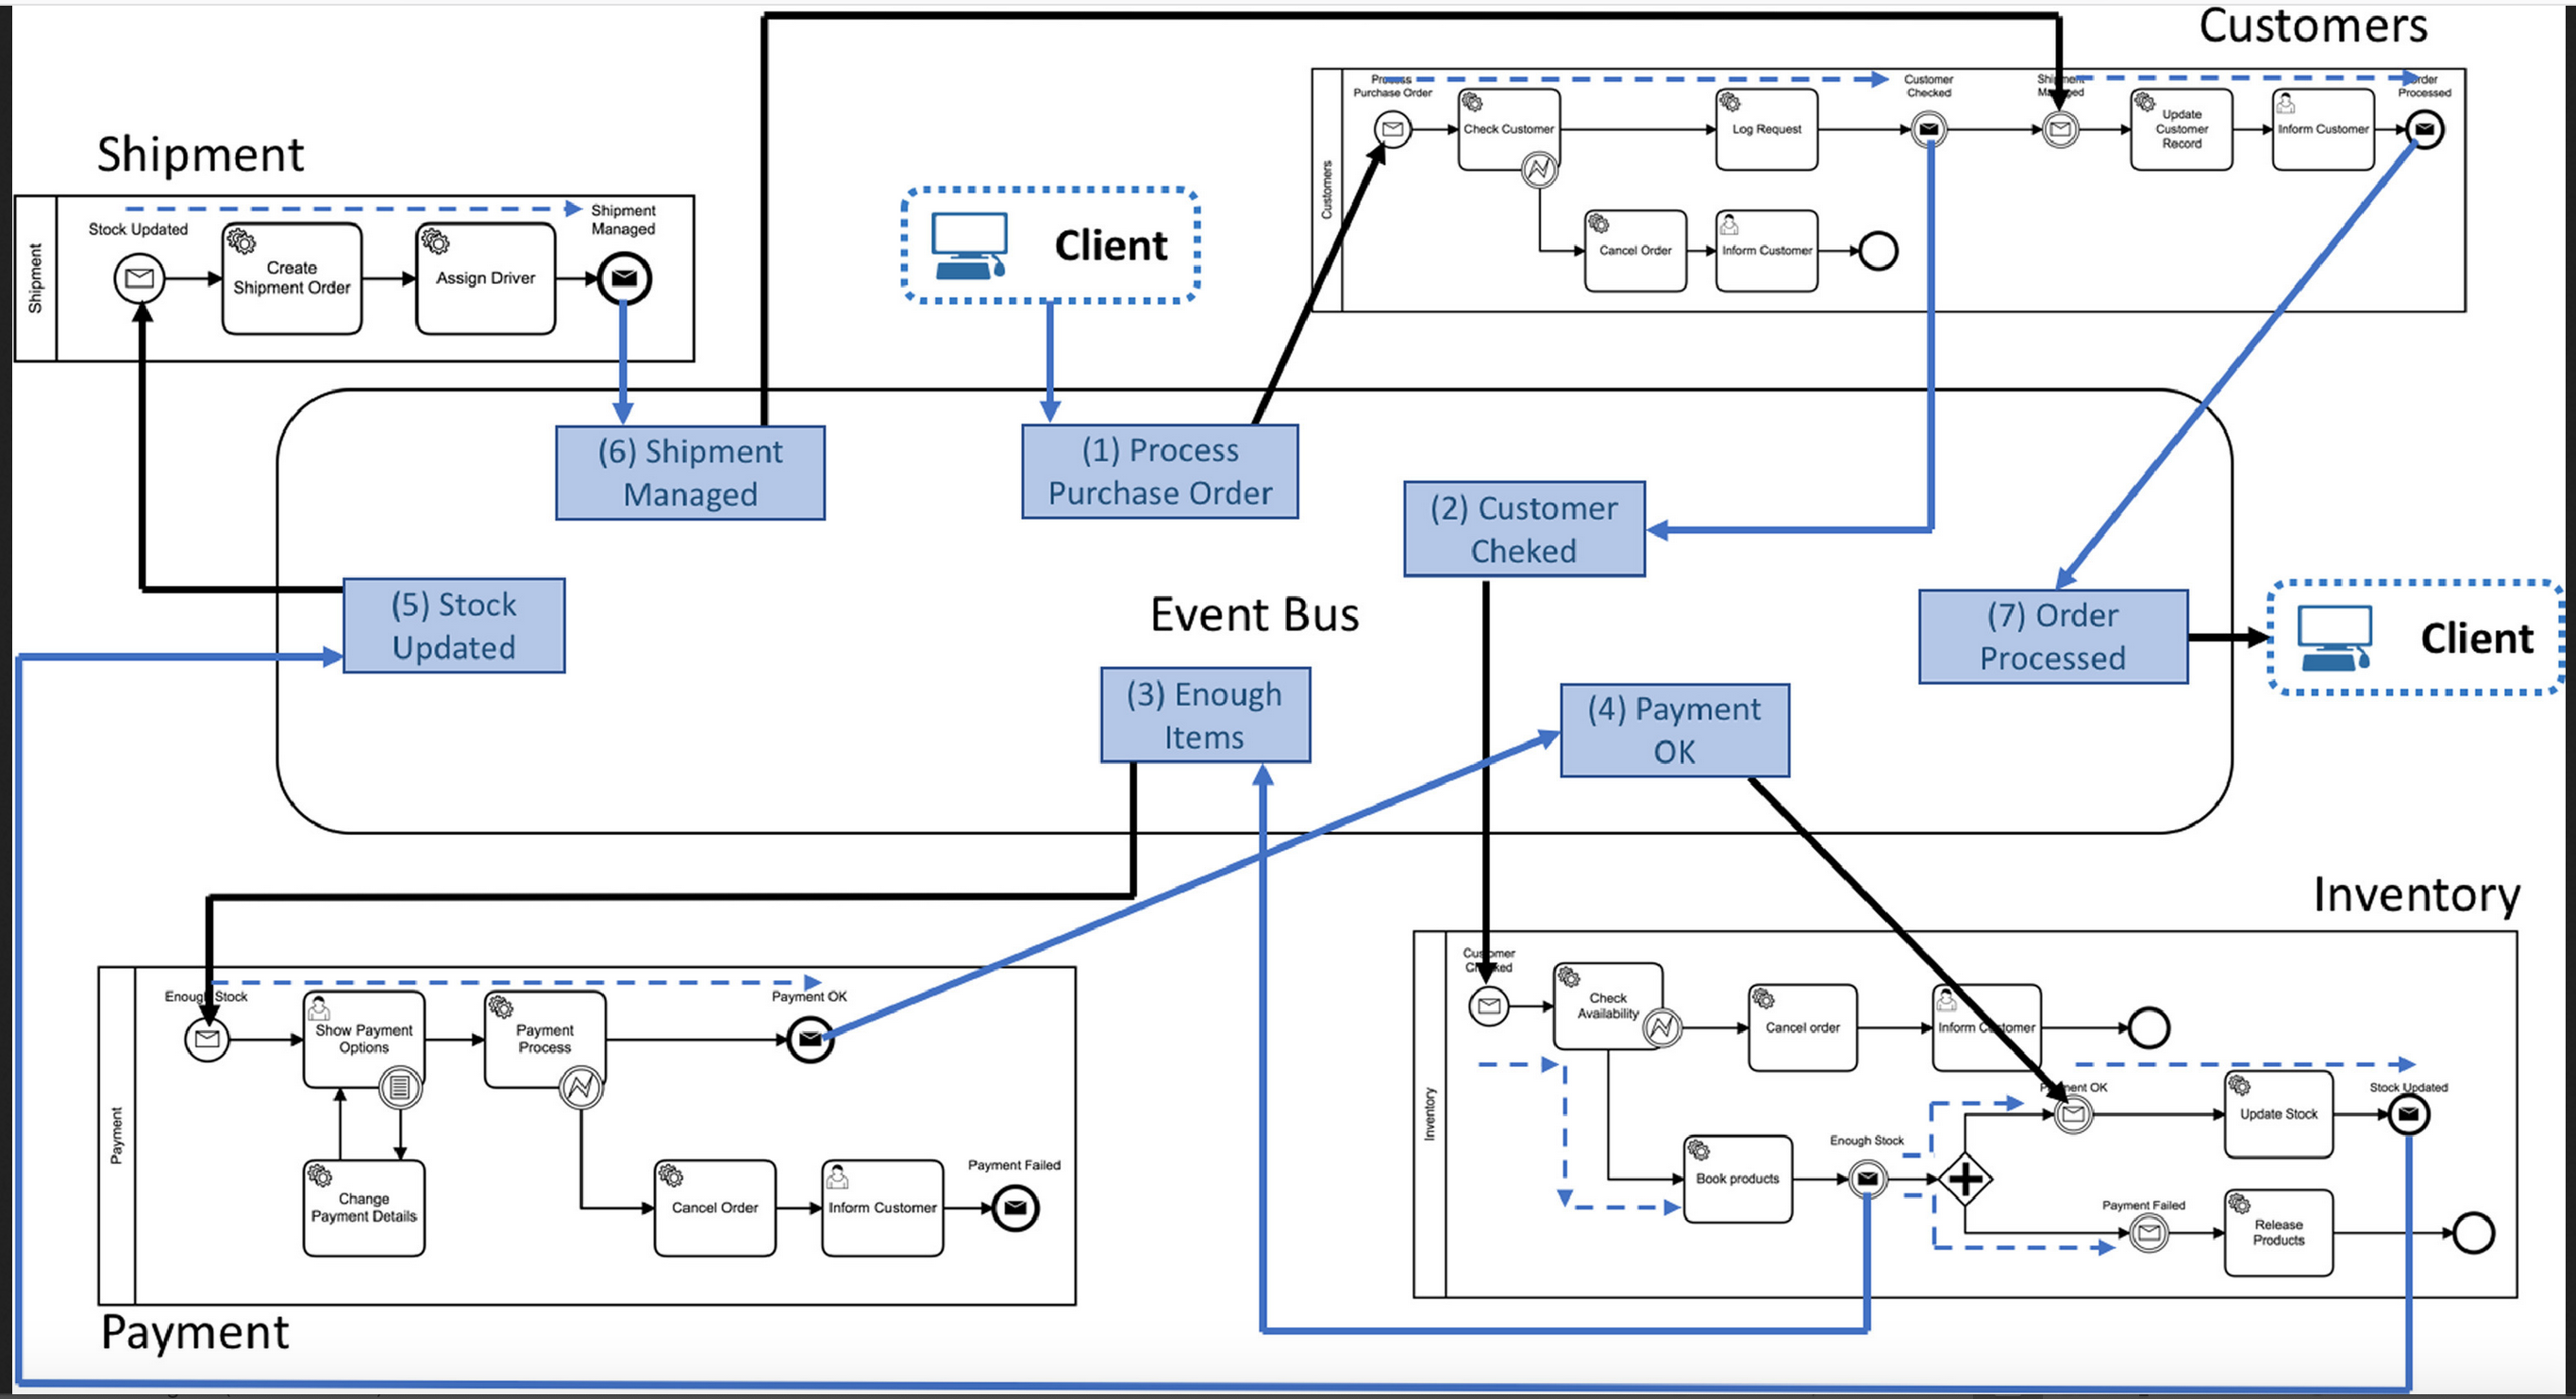 Customers
Process
Purchase Order
Customer
Checked
Shipment
Managed
Order
Processed
Customers
Check Customer
Log Request
Update
Customer
Record
Inform Customer
Cancel Order
Inform Customer
Shipment
Shipment
Stock Updated
Create
Shipment Order
Assign Driver
Shipment
Managed
Client
(6) Shipment
Managed
(1) Process
Purchase Order
(2) Customer
Cheked
(5) Stock
Updated
Event Bus
(7) Order
Processed
Client
(3) Enough
Items
(4) Payment
OK
Inventory
Payment
Enough Stock
Show Payment
Options
Payment
Process
Payment OK
Change
Payment Details
Cancel Order
Inform Customer
Payment Failed
Payment
Inventory
Customer
Checked
Check
Availability
Cancel order
Inform Customer
Payment OK
Update Stock
Stock Updated
Book products
Enough Stock
Payment Failed
Release
Products